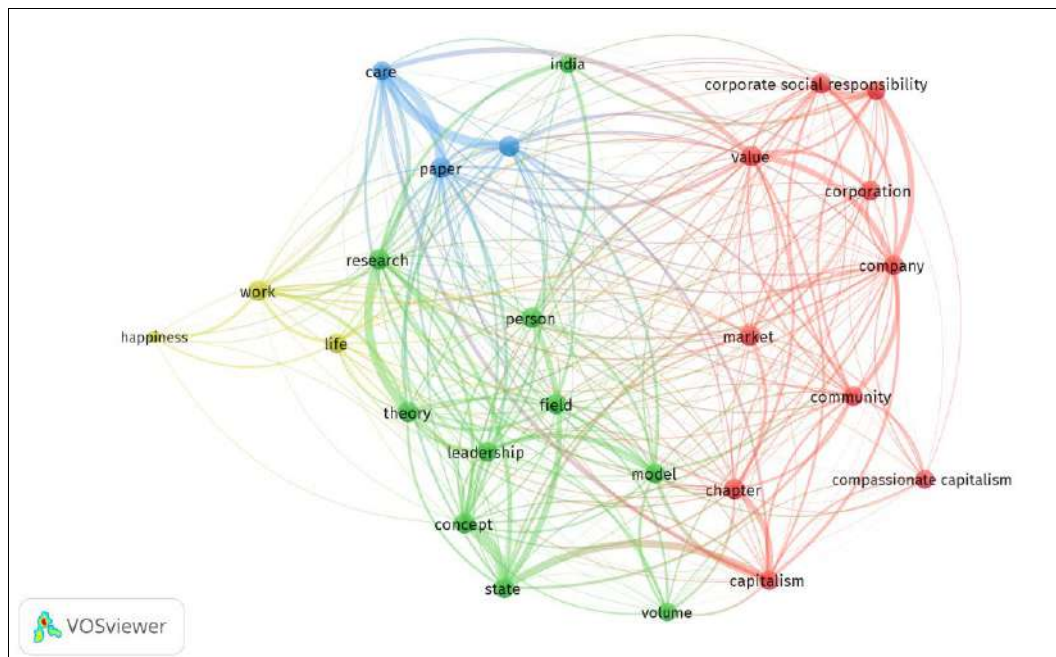 care
india
corporate social responsibility
paper
value
corporation
research
company
work
person
happiness
life
market
theory
field
community
leadership
model
chapter
compassionate capitalism
concept
state
capitalism
volume
VOSviewer